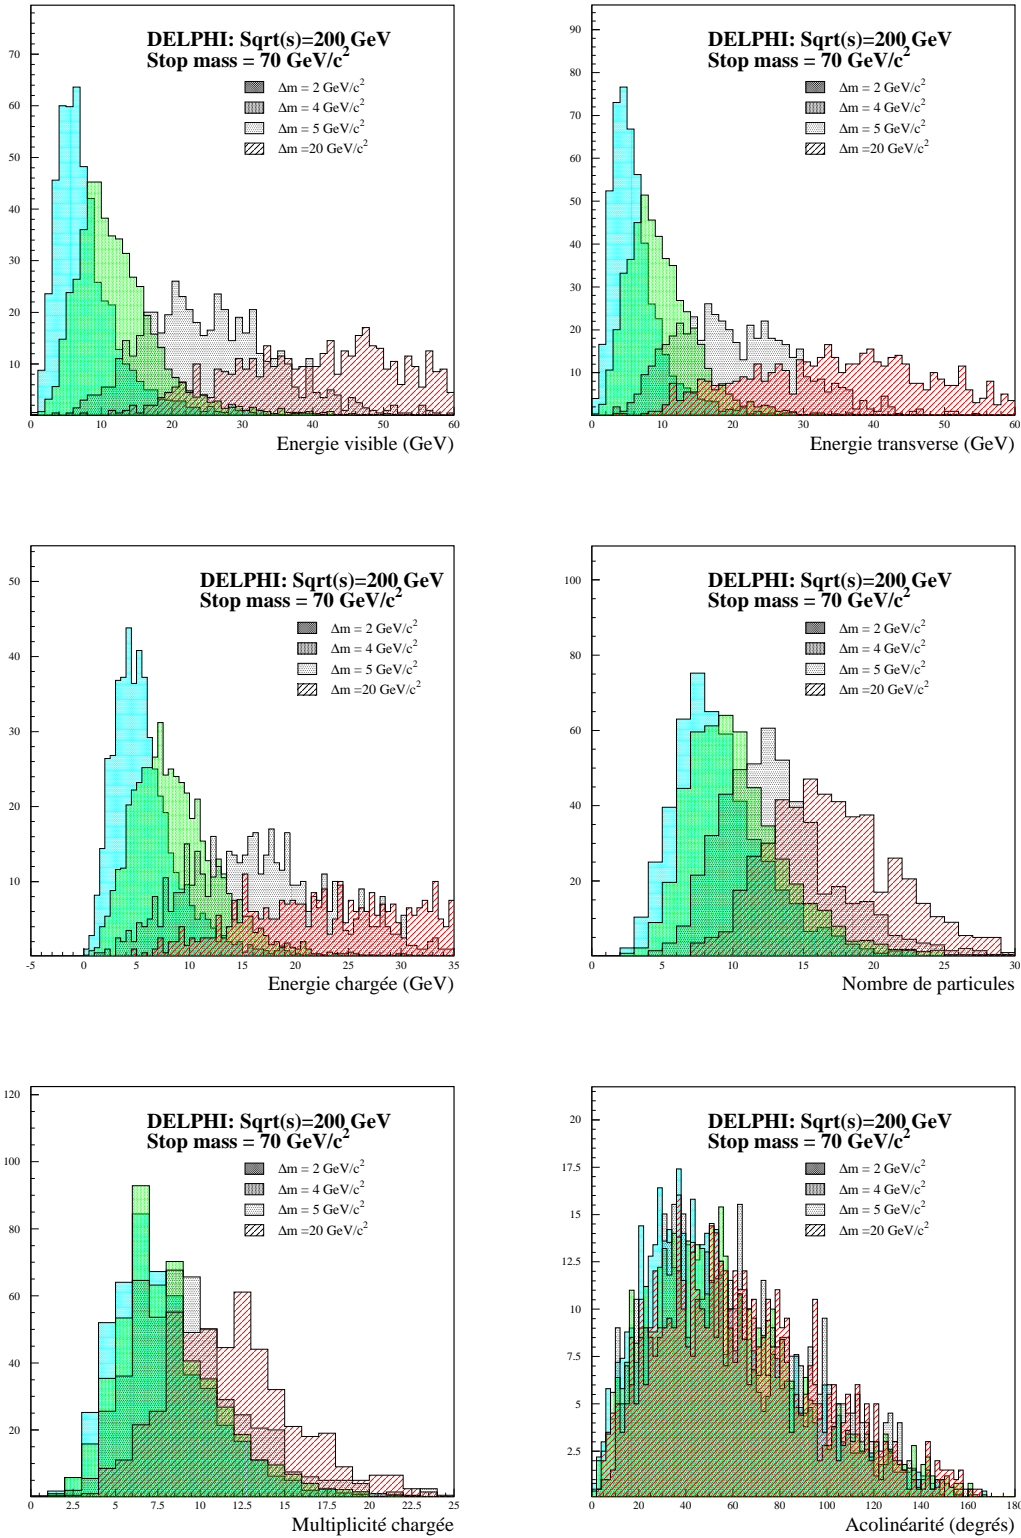 DELPHI: Sqrt(s)=200 GeV
Stop mass = 70 GeV/c²
Δm = 2 GeV/c²
Δm = 4 GeV/c²
Δm = 5 GeV/c²
Δm =20 GeV/c²
70
60
50
40
30
20
10
0 10 20 30 40 50 60
Energie visible (GeV)
DELPHI: Sqrt(s)=200 GeV
Stop mass = 70 GeV/c²
Δm = 2 GeV/c²
Δm = 4 GeV/c²
Δm = 5 GeV/c²
Δm =20 GeV/c²
90
80
70
60
50
40
30
20
10
0 10 20 30 40 50 60
Energie transverse (GeV)
DELPHI: Sqrt(s)=200 GeV
Stop mass = 70 GeV/c²
Δm = 2 GeV/c²
Δm = 4 GeV/c²
Δm = 5 GeV/c²
Δm =20 GeV/c²
50
40
30
20
10
-5 0 5 10 15 20 25 30 35
Energie chargée (GeV)
DELPHI: Sqrt(s)=200 GeV
Stop mass = 70 GeV/c²
Δm = 2 GeV/c²
Δm = 4 GeV/c²
Δm = 5 GeV/c²
Δm =20 GeV/c²
100
80
60
40
20
0 5 10 15 20 25 30
Nombre de particules
DELPHI: Sqrt(s)=200 GeV
Stop mass = 70 GeV/c²
Δm = 2 GeV/c²
Δm = 4 GeV/c²
Δm = 5 GeV/c²
Δm =20 GeV/c²
120
100
80
60
40
20
0 2.5 5 7.5 10 12.5 15 17.5 20 22.5 25
Multiplicité chargée
DELPHI: Sqrt(s)=200 GeV
Stop mass = 70 GeV/c²
Δm = 2 GeV/c²
Δm = 4 GeV/c²
Δm = 5 GeV/c²
Δm =20 GeV/c²
20
17.5
15
12.5
10
7.5
5
2.5
0 20 40 60 80 100 120 140 160 180
Acolinéarité (degrés)